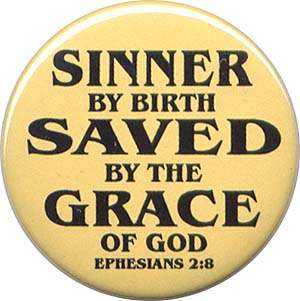 SINNER
BY BIRTH
SAVED
BY THE
GRACE
OF GOD
EPHESIANS 2:8